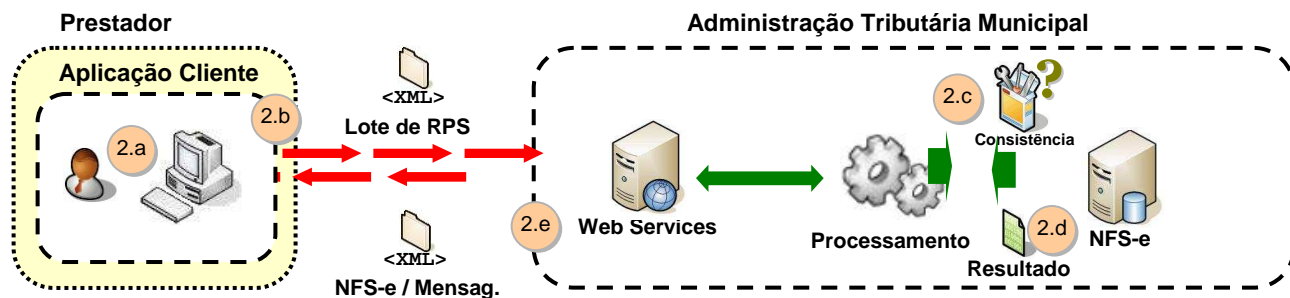 Prestador
Administração Tributária Municipal
Aplicação Cliente
<XML>
Lote de RPS
2.a
2.b
2.c
?
Consistência
2.e
Web Services
Processamento
2.d
NFS-e
Resultado
<XML>
NFS-e / Mensag.